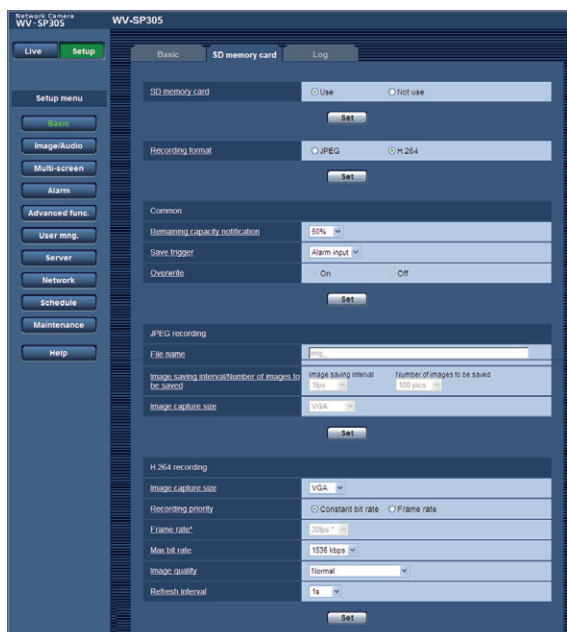 Network Camera
WV-SP305
WV-SP305
Live Setup
Basic SD memory card Log
Setup menu
Basic
Image/Audio
Multi-screen
Alarm
Advanced func.
User mng.
Server
Network
Schedule
Maintenance
Help
SD memory card Use Not use
Set
Recording format JPEG H.264
Set
Common
Remaining capacity notification 50%
Save trigger Alarm input
Overwrite On Off
Set
JPEG recording
File name img_
Image saving interval/Number of images to be saved
Image saving interval Number of images to be saved
1fps 100 pics
Image capture size VGA
Set
H.264 recording
Image capture size VGA
Recording priority Constant bit rate Frame rate
Frame rate* 30fps *
Max bit rate 1536 kbps
Image quality Normal
Refresh interval 1s
Set